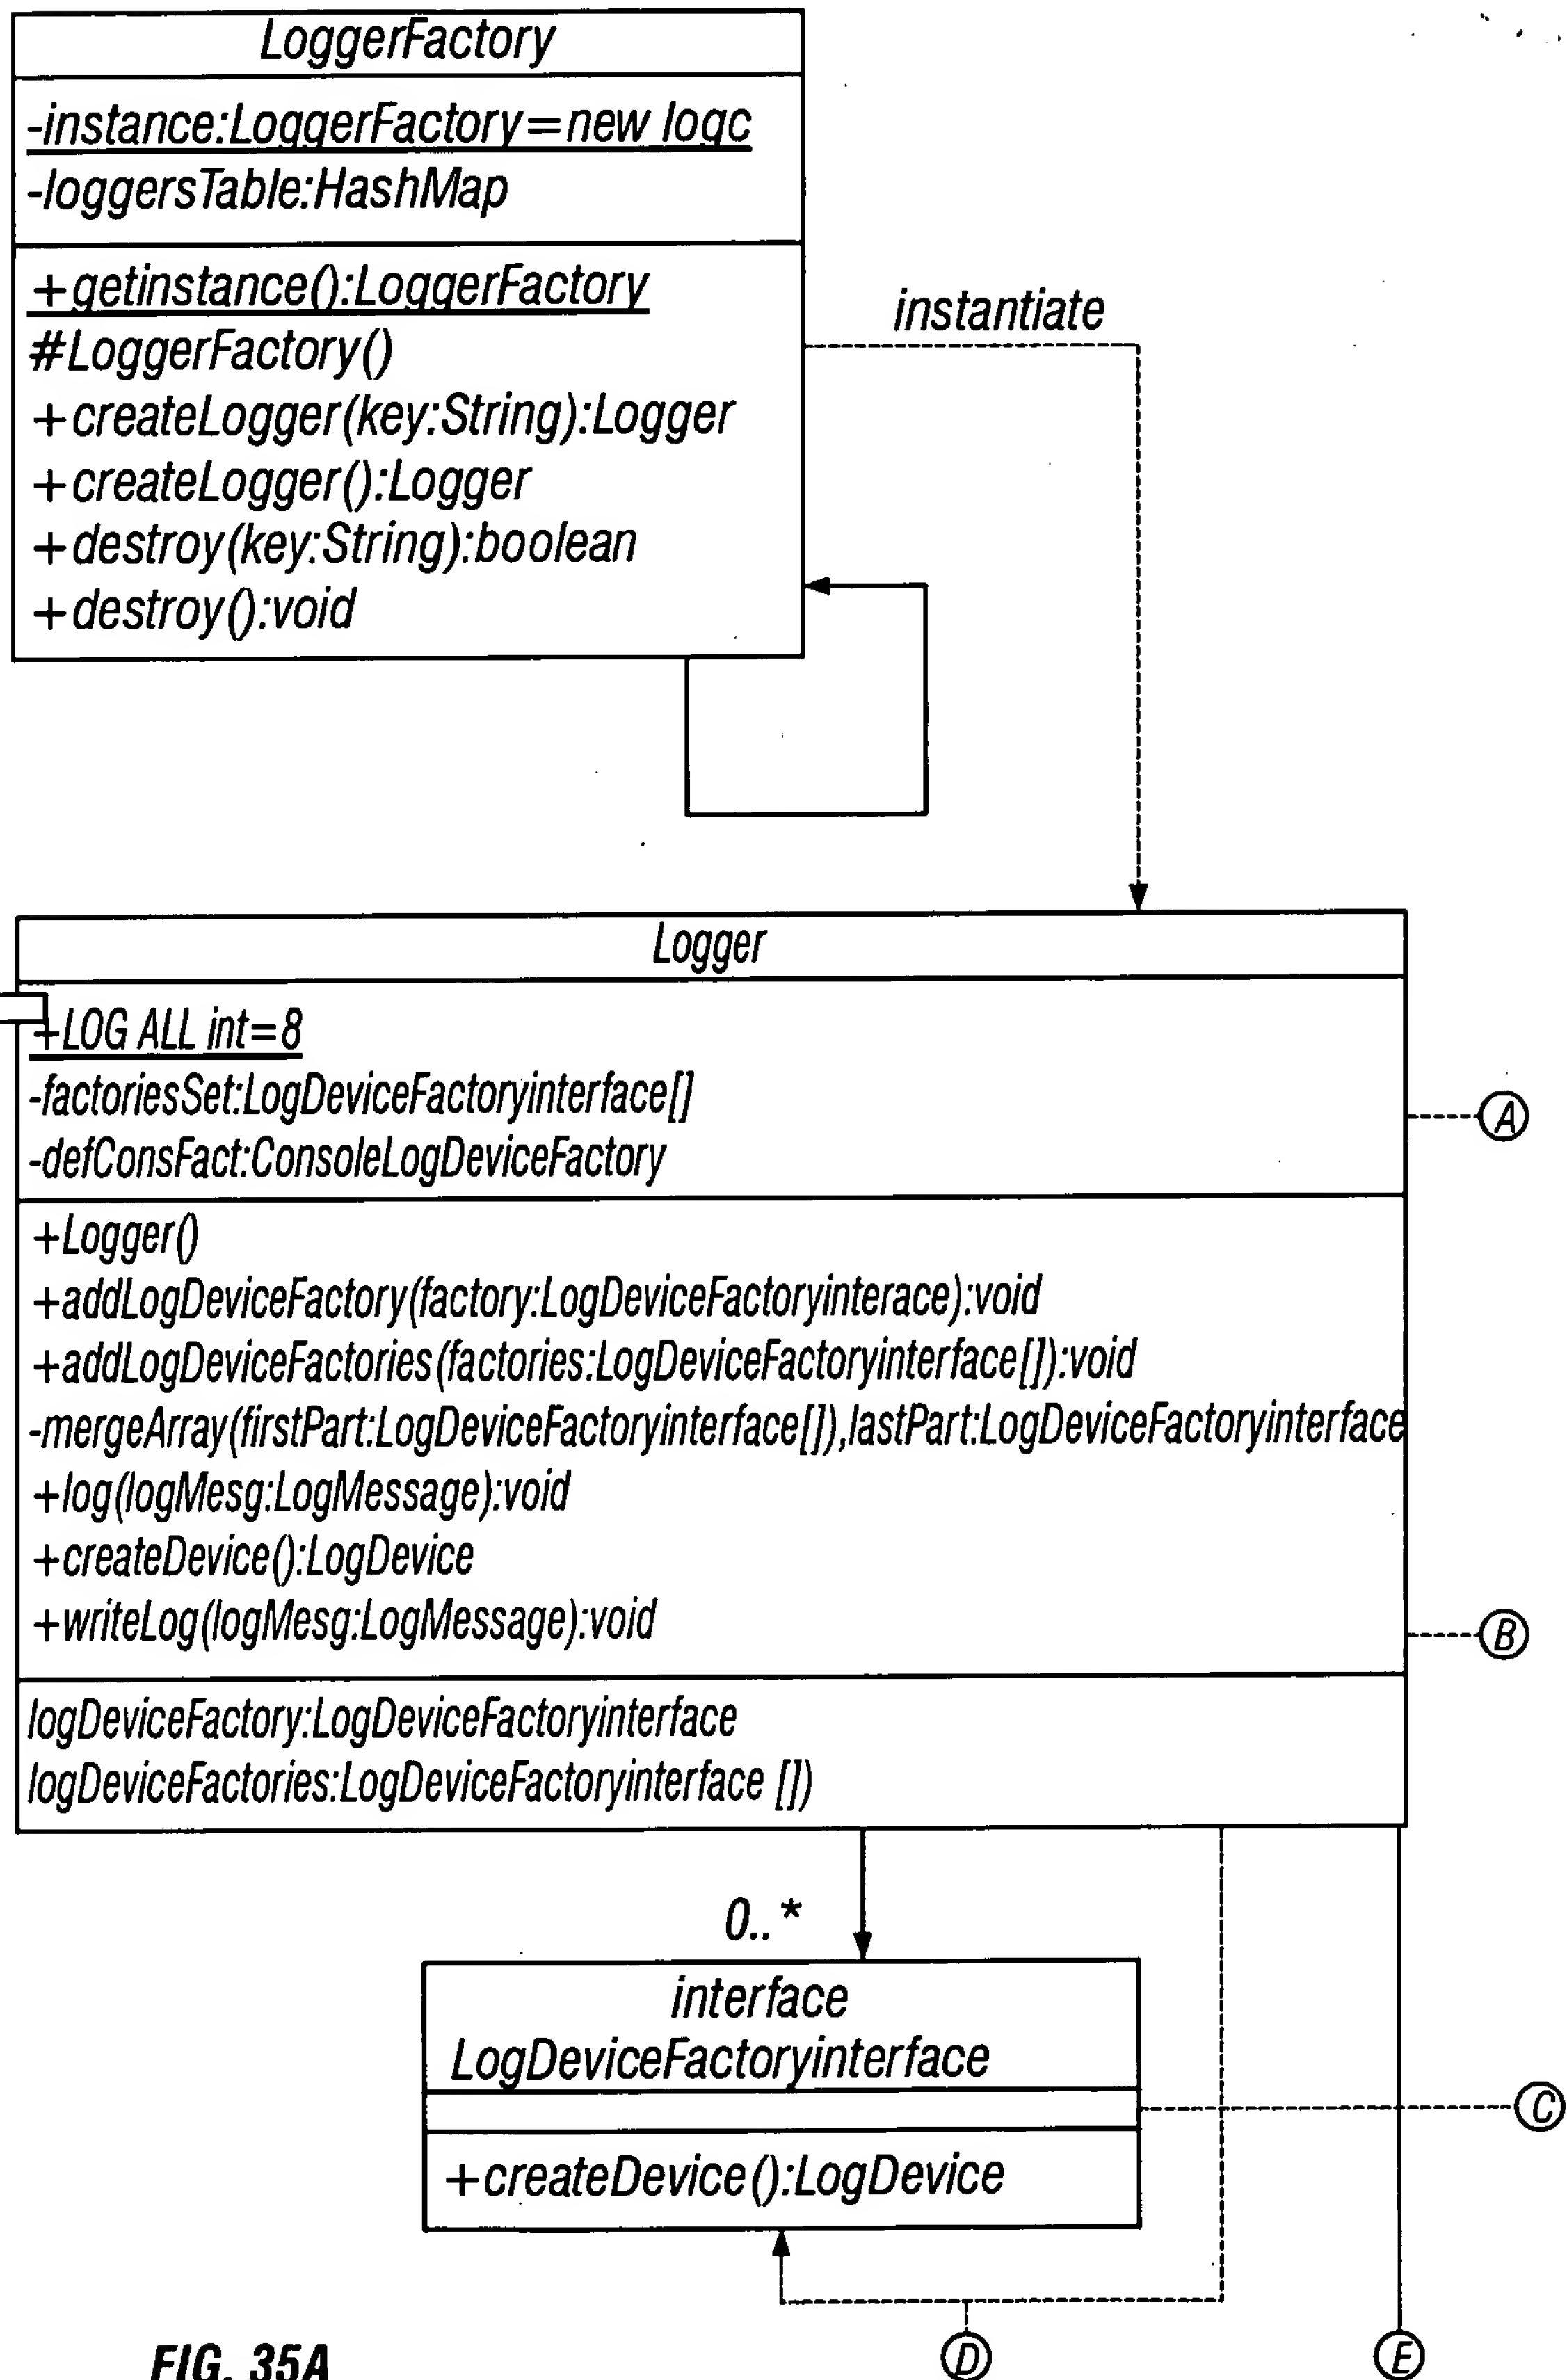 LoggerFactory
-instance:LoggerFactory=new logc
-loggersTable:HashMap
+getinstance():LoggerFactory
#LoggerFactory()
+createLogger(key:String):Logger
+createLogger():Logger
+destroy(key:String):boolean
+destroy():void
instantiate
Logger
+LOG ALL int=8
-factoriesSet:LogDeviceFactoryinterface[]
-defConsFact:ConsoleLogDeviceFactory
A
+Logger()
+addLogDeviceFactory(factory:LogDeviceFactoryinterace):void
+addLogDeviceFactories(factories:LogDeviceFactoryinterface[]):void
-mergeArray(firstPart:LogDeviceFactoryinterface[]),lastPart:LogDeviceFactoryinterface
+log(logMesg:LogMessage):void
+createDevice():LogDevice
+writeLog(logMesg:LogMessage):void
B
logDeviceFactory:LogDeviceFactoryinterface
logDeviceFactories:LogDeviceFactoryinterface [])
0..*
interface
LogDeviceFactoryinterface
C
+createDevice():LogDevice
D
E
FIG. 35A